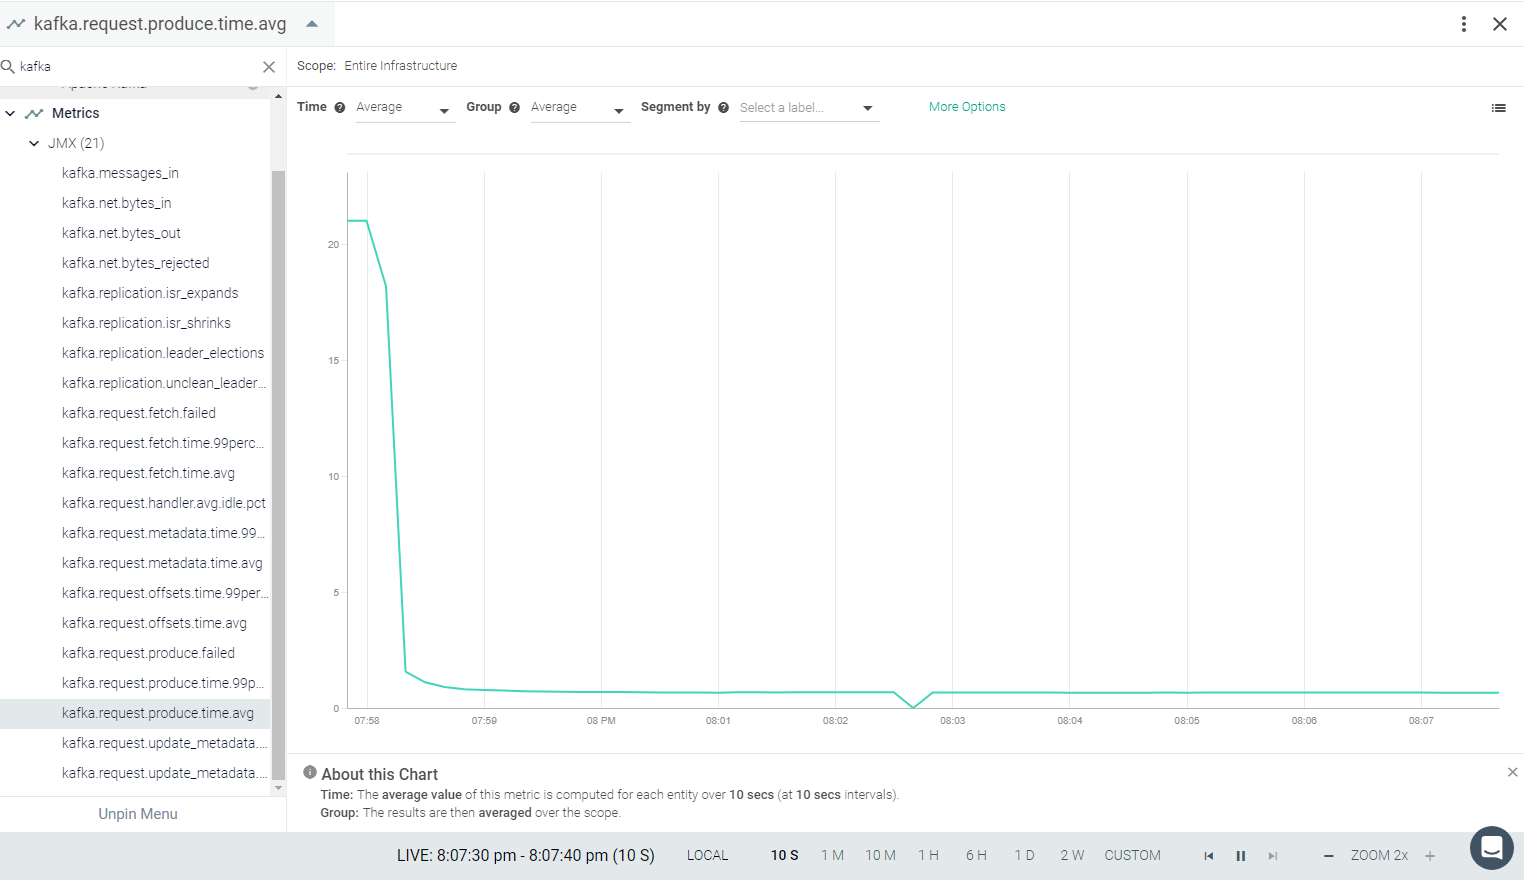 kafka.request.produce.time.avg
kafka
Scope: Entire Infrastructure
Time Average Group Average Segment by Select a label... More Options
Metrics
JMX (21)
kafka.messages_in
kafka.net.bytes_in
kafka.net.bytes_out
kafka.net.bytes_rejected
kafka.replication.isr_expands
kafka.replication.isr_shrinks
kafka.replication.leader_elections
kafka.replication.unclean_leader...
kafka.request.fetch.failed
kafka.request.fetch.time.99perc...
kafka.request.fetch.time.avg
kafka.request.handler.avg.idle.pct
kafka.request.metadata.time.99...
kafka.request.metadata.time.avg
kafka.request.offsets.time.99per...
kafka.request.offsets.time.avg
kafka.request.produce.failed
kafka.request.produce.time.99p...
kafka.request.produce.time.avg
kafka.request.update_metadata....
kafka.request.update_metadata....
Unpin Menu
20
15
10
5
0
07:58 07:59 08 PM 08:01 08:02 08:03 08:04 08:05 08:06 08:07
About this Chart
Time: The average value of this metric is computed for each entity over 10 secs (at 10 secs intervals).
Group: The results are then averaged over the scope.
LIVE: 8:07:30 pm - 8:07:40 pm (10 S) LOCAL 10 S 1 M 10 M 1 H 6 H 1 D 2 W CUSTOM ZOOM 2x